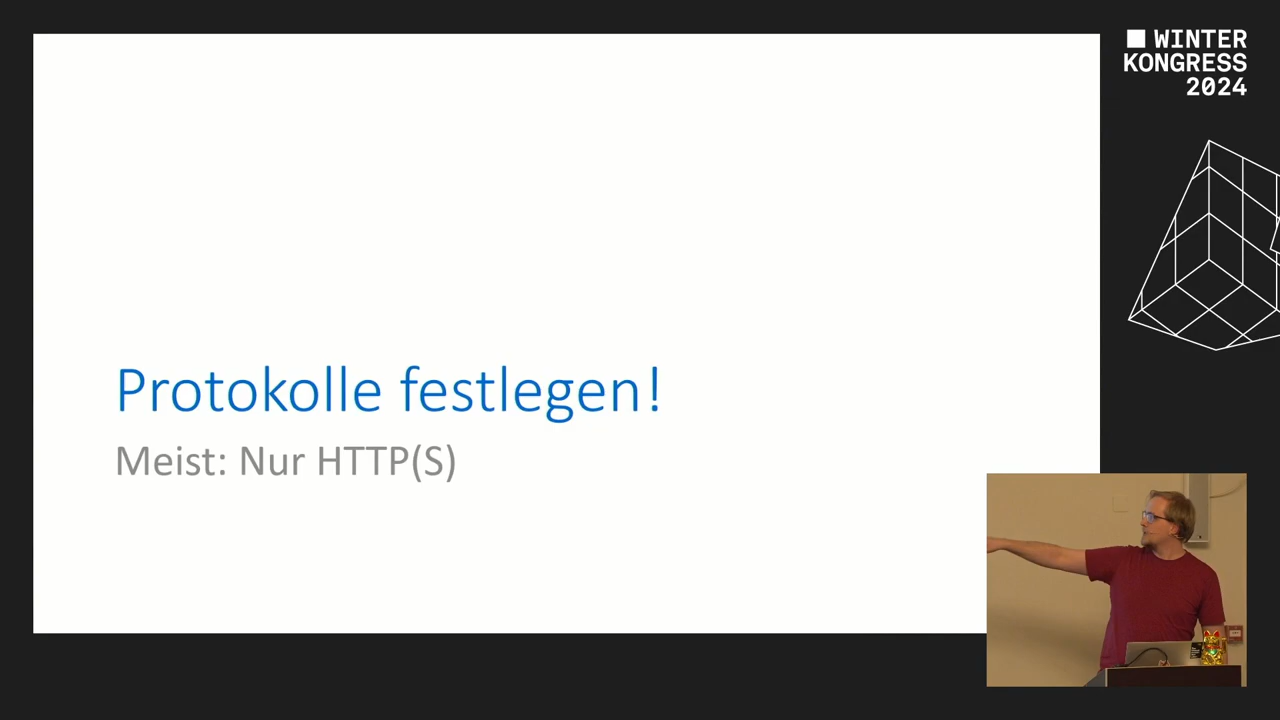 WINTER
KONGRESS
2024
Protokolle festlegen!
Meist: Nur HTTP(S)